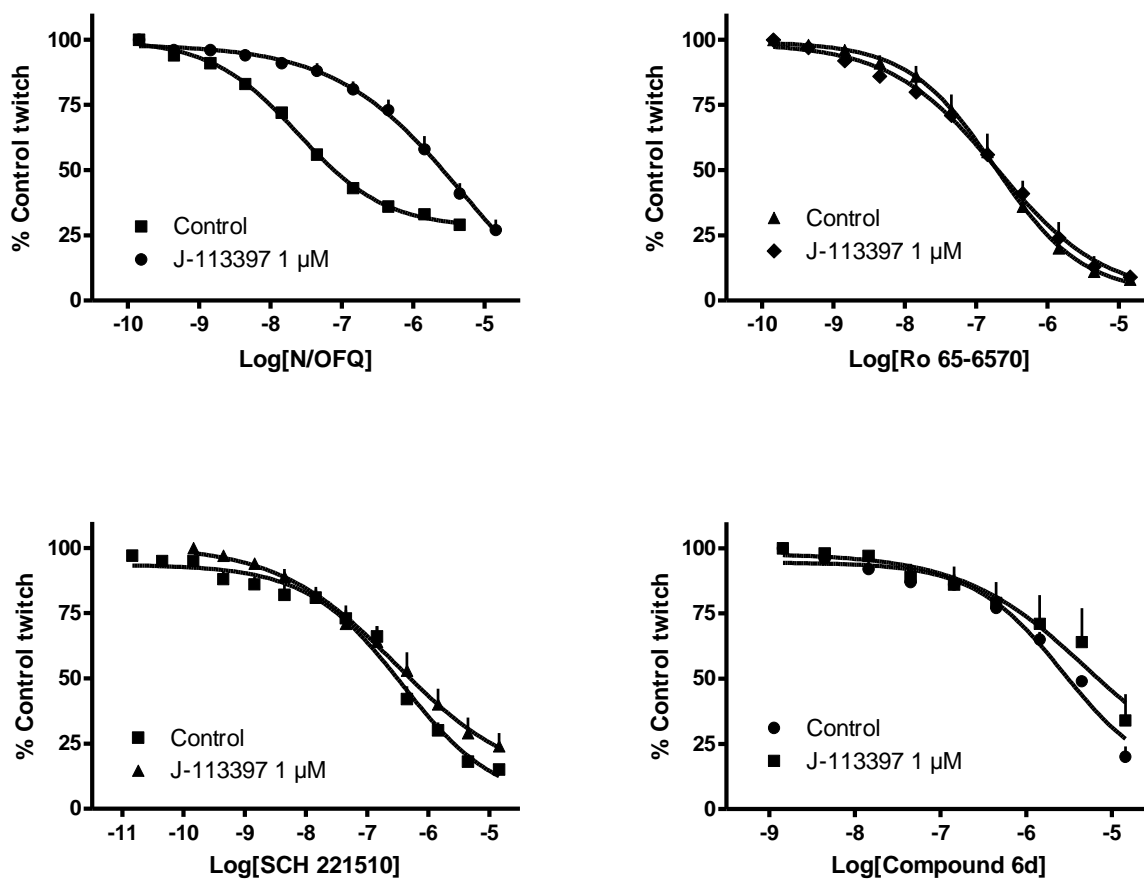 % Control twitch
100
75
50
25
0
Control
J-113397 1 µM
-10 -9 -8 -7 -6 -5
Log[N/OFQ]
% Control twitch
100
75
50
25
0
Control
J-113397 1 µM
-10 -9 -8 -7 -6 -5
Log[Ro 65-6570]
% Control twitch
100
75
50
25
0
Control
J-113397 1 µM
-11 -10 -9 -8 -7 -6 -5
Log[SCH 221510]
% Control twitch
100
75
50
25
0
Control
J-113397 1 µM
-9 -8 -7 -6 -5
Log[Compound 6d]